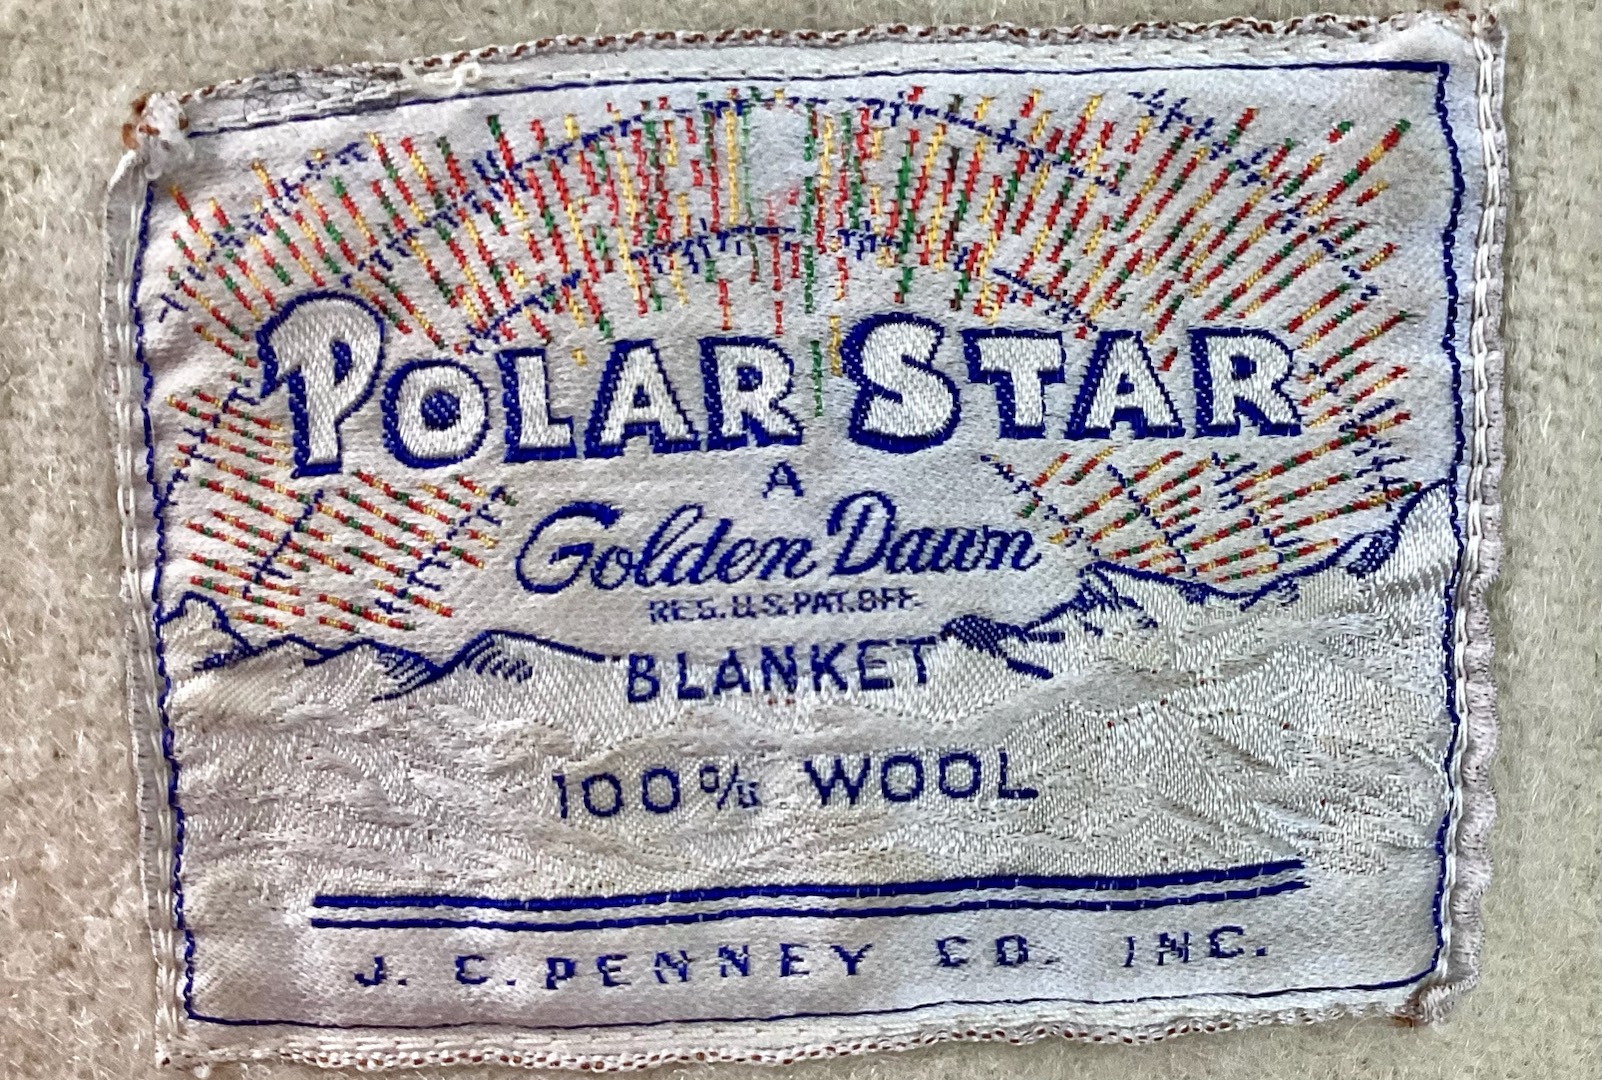 POLAR STAR
A
Golden Dawn
REG. U.S. PAT. OFF.
BLANKET
100% WOOL
J. C. PENNEY CO. INC.